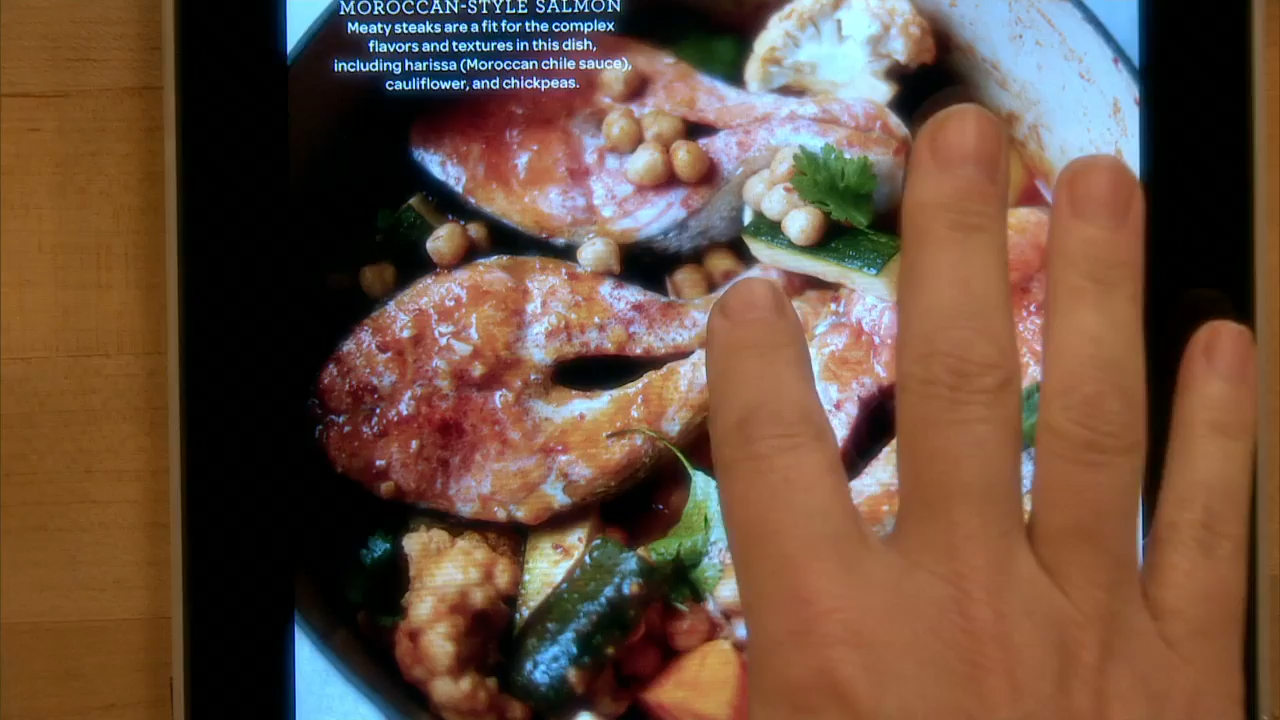 MOROCCAN-STYLE SALMON
Meaty steaks are a fit for the complex
flavors and textures in this dish,
including harissa (Moroccan chile sauce),
cauliflower, and chickpeas.